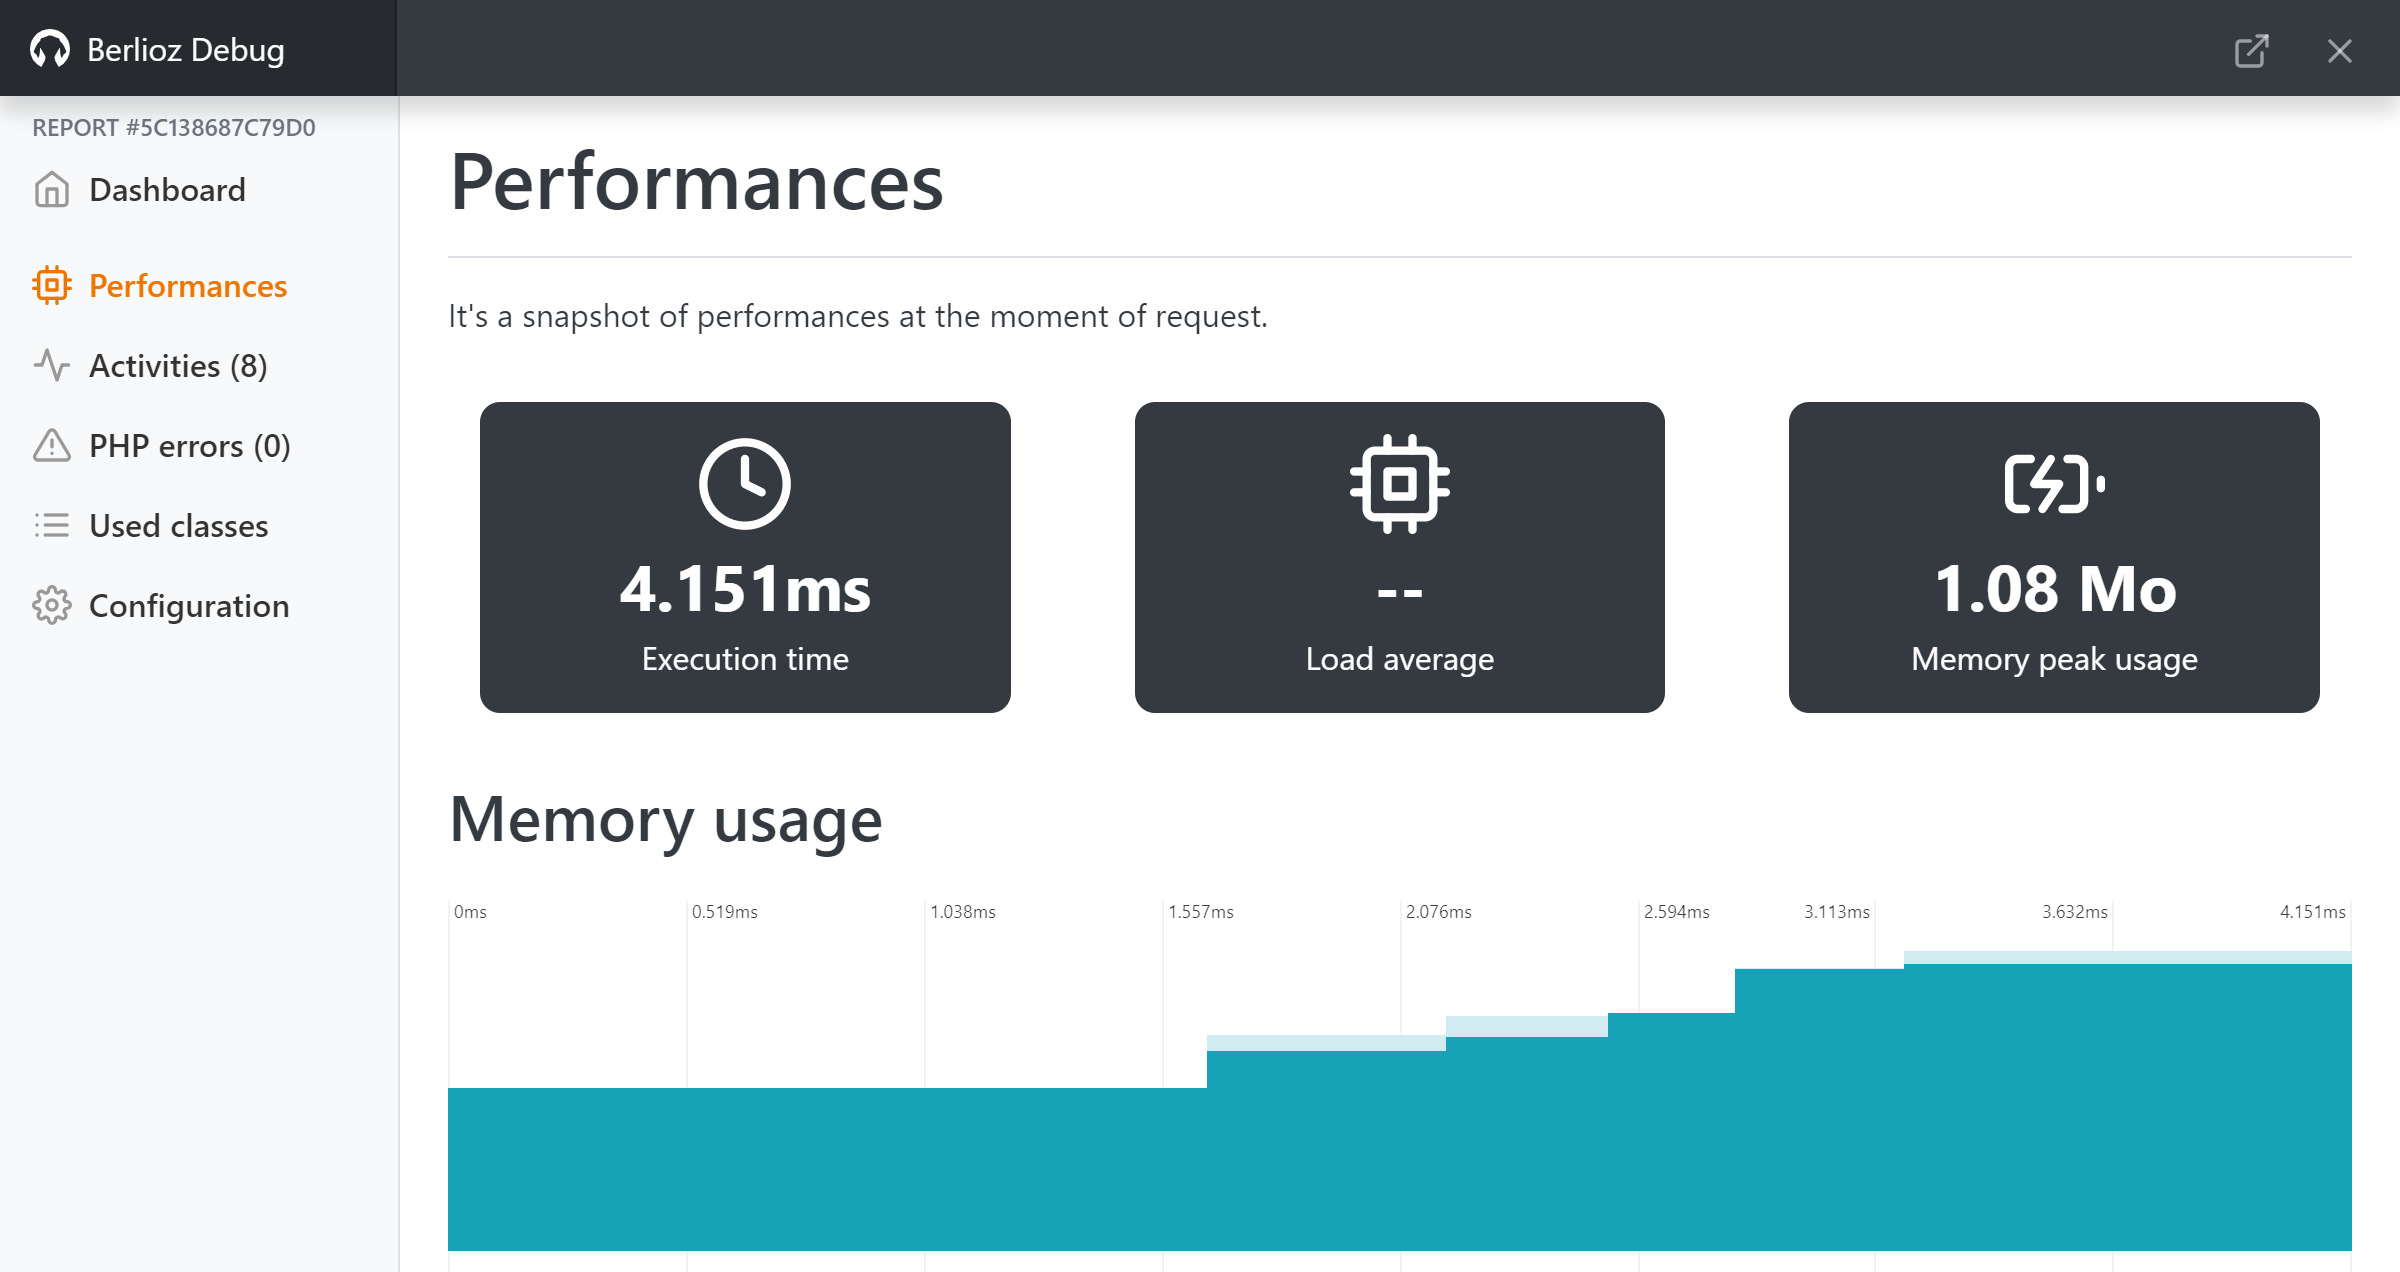 Berlioz Debug
REPORT #5C138687C79D0
Dashboard
Performances
Activities (8)
PHP errors (0)
Used classes
Configuration
Performances
It's a snapshot of performances at the moment of request.
4.151ms
Execution time
--
Load average
1.08 Mo
Memory peak usage
Memory usage
0ms 0.519ms 1.038ms 1.557ms 2.076ms 2.594ms 3.113ms 3.632ms 4.151ms